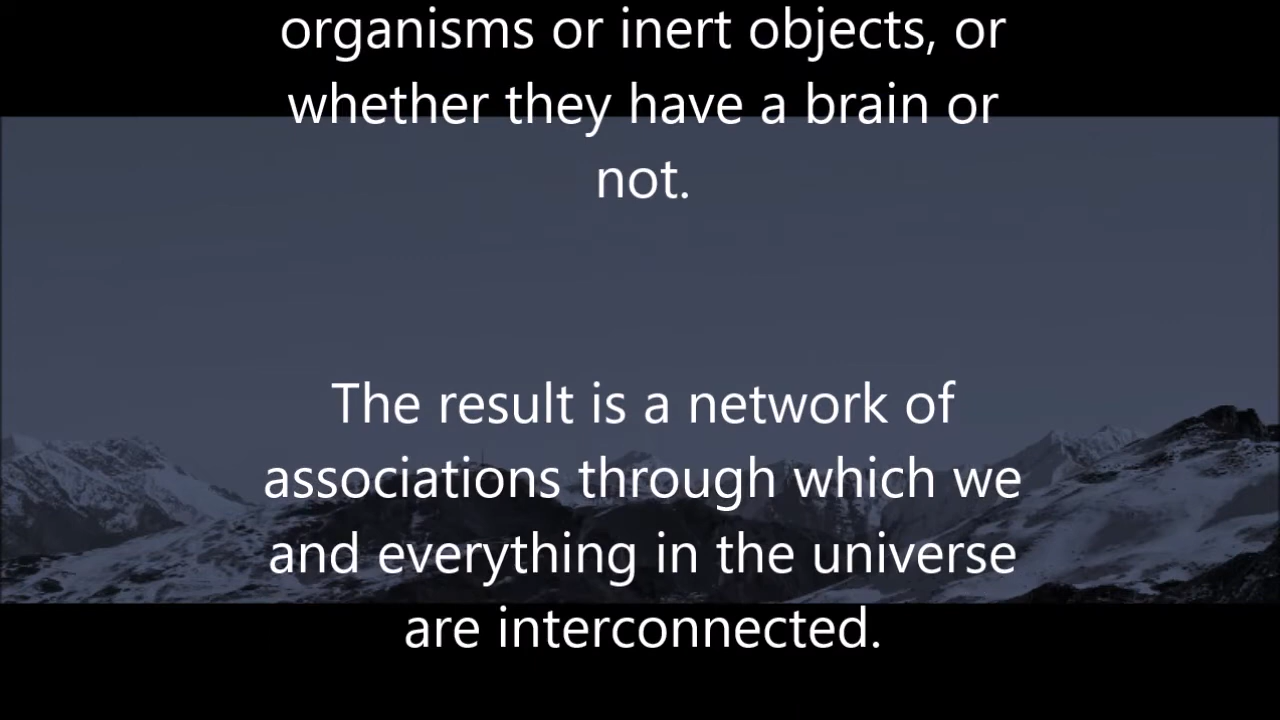 organisms or inert objects, or
whether they have a brain or
not.
The result is a network of
associations through which we
and everything in the universe
are interconnected.